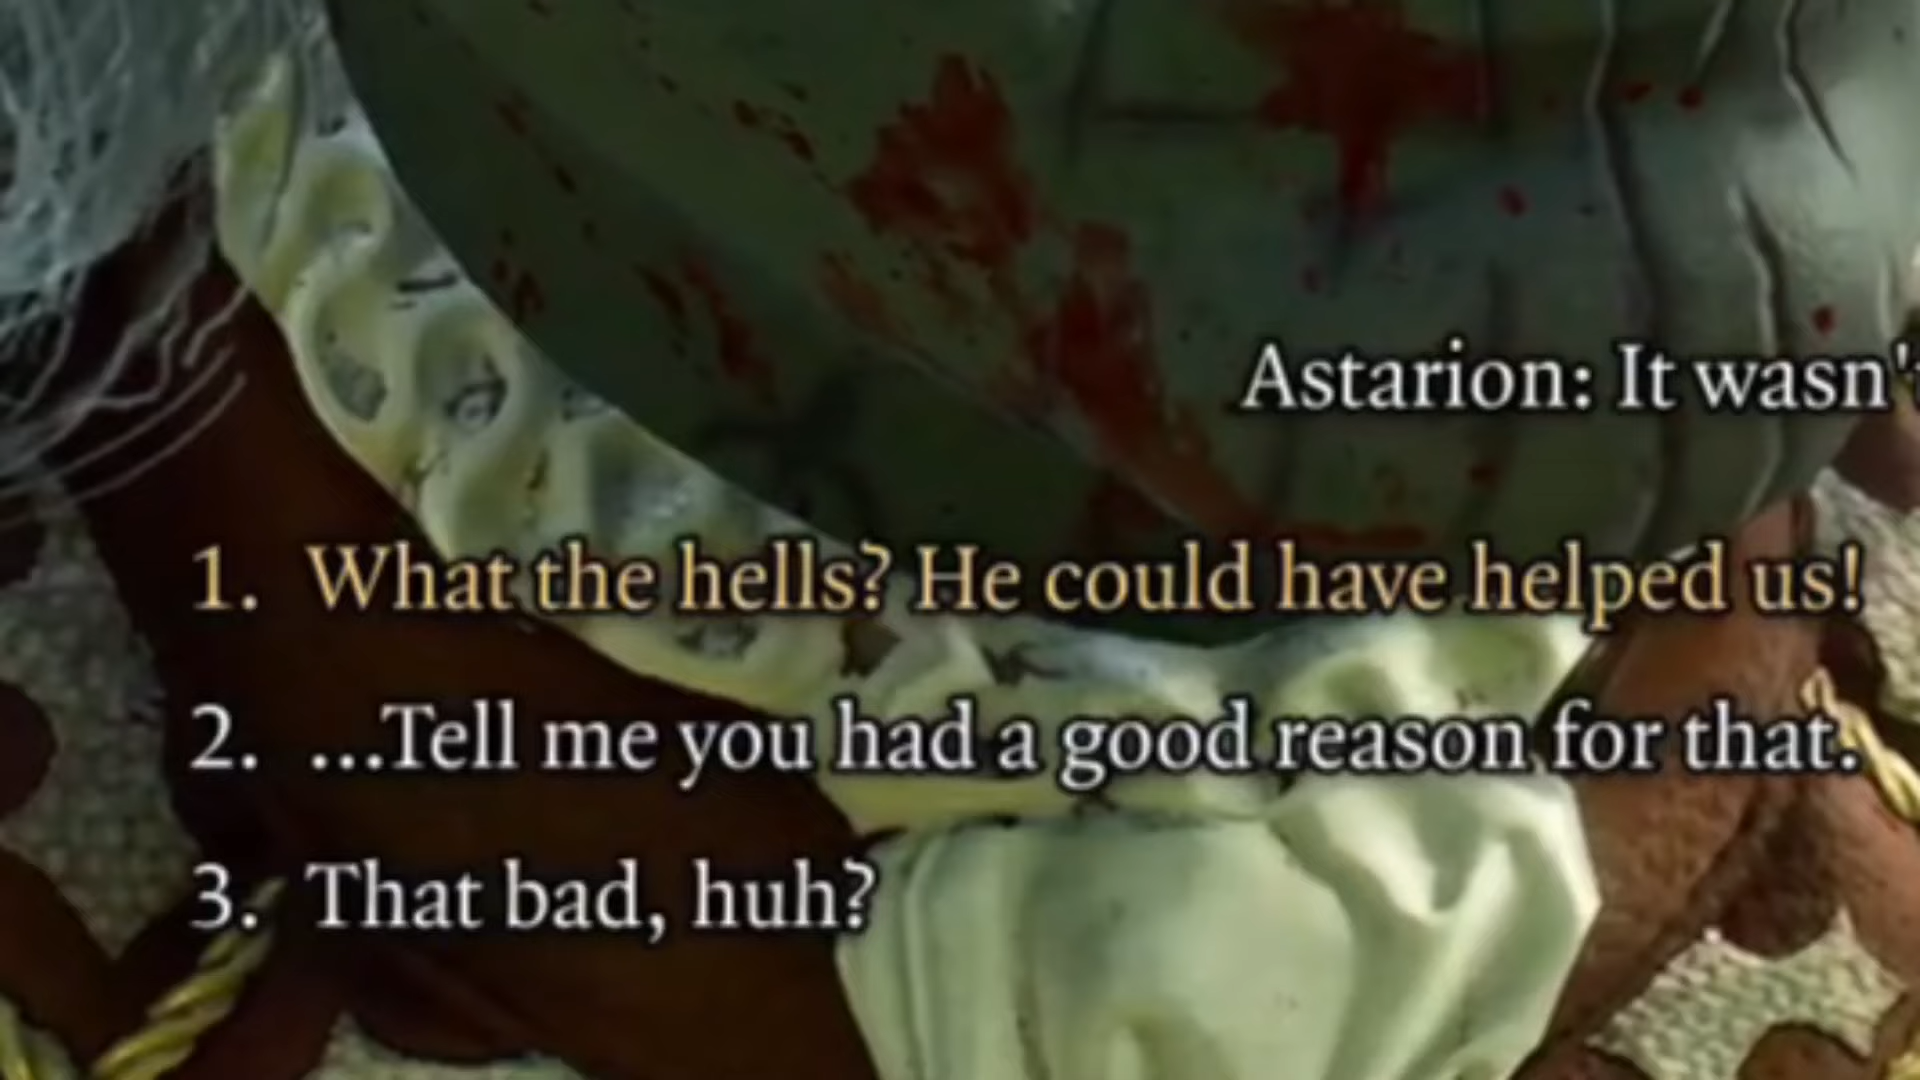 Astarion: It wasn't
1. What the hells? He could have helped us!
2. ...Tell me you had a good reason for that.
3. That bad, huh?